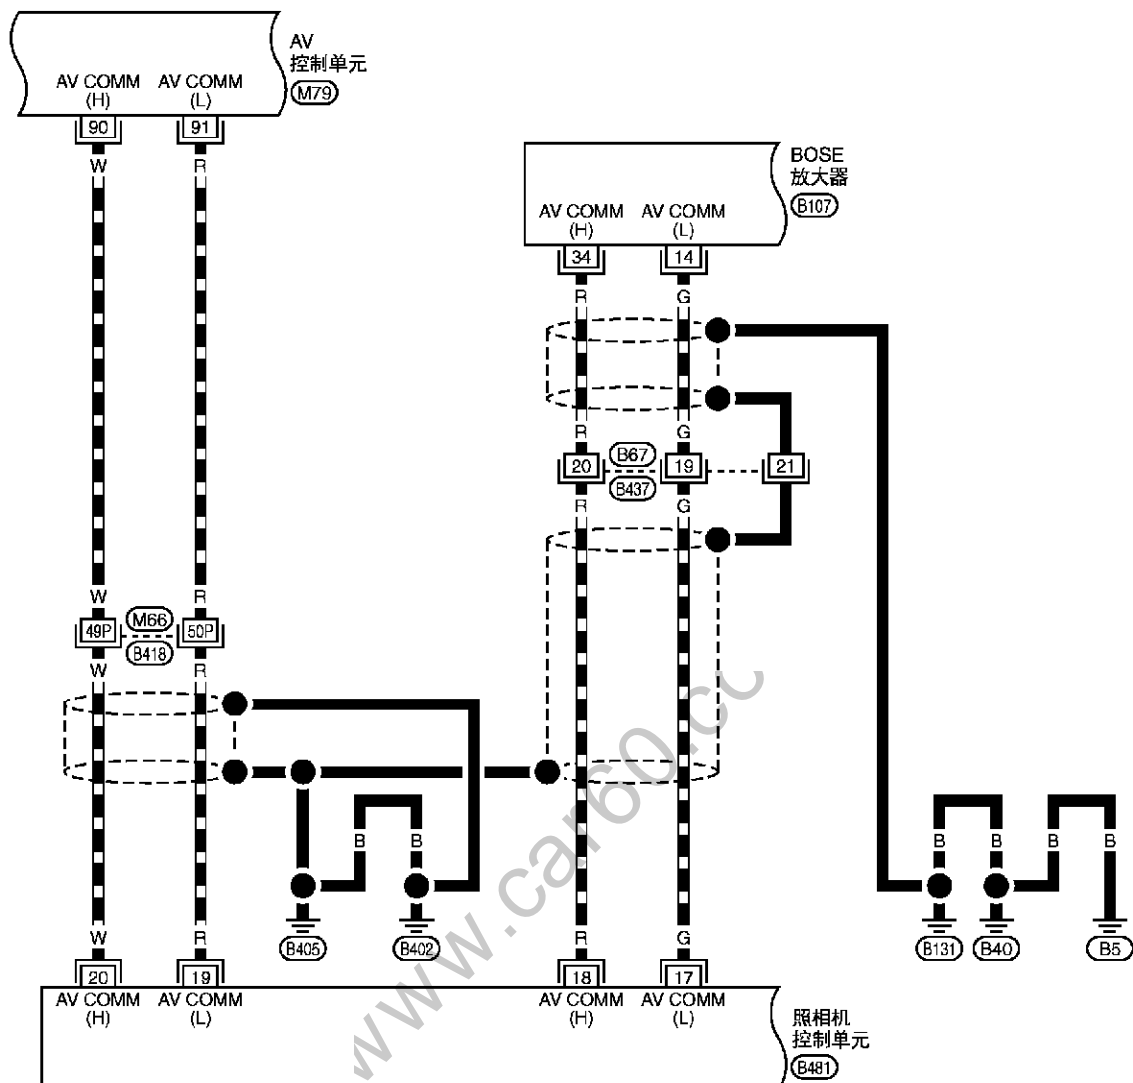 AV
控制单元
M79
AV COMM
(H)
AV COMM
(L)
90
91
W
R
BOSE
放大器
B107
AV COMM
(H)
AV COMM
(L)
34
14
R
G
R
G
20
B67
19
21
B437
R
G
W
R
49P
M66
50P
B418
W
R
B
B
B
B
B
B
B405
B402
B131
B40
B5
W
R
R
G
20
19
18
17
AV COMM
(H)
AV COMM
(L)
AV COMM
(H)
AV COMM
(L)
照相机
控制单元
B481
www.car60.cc